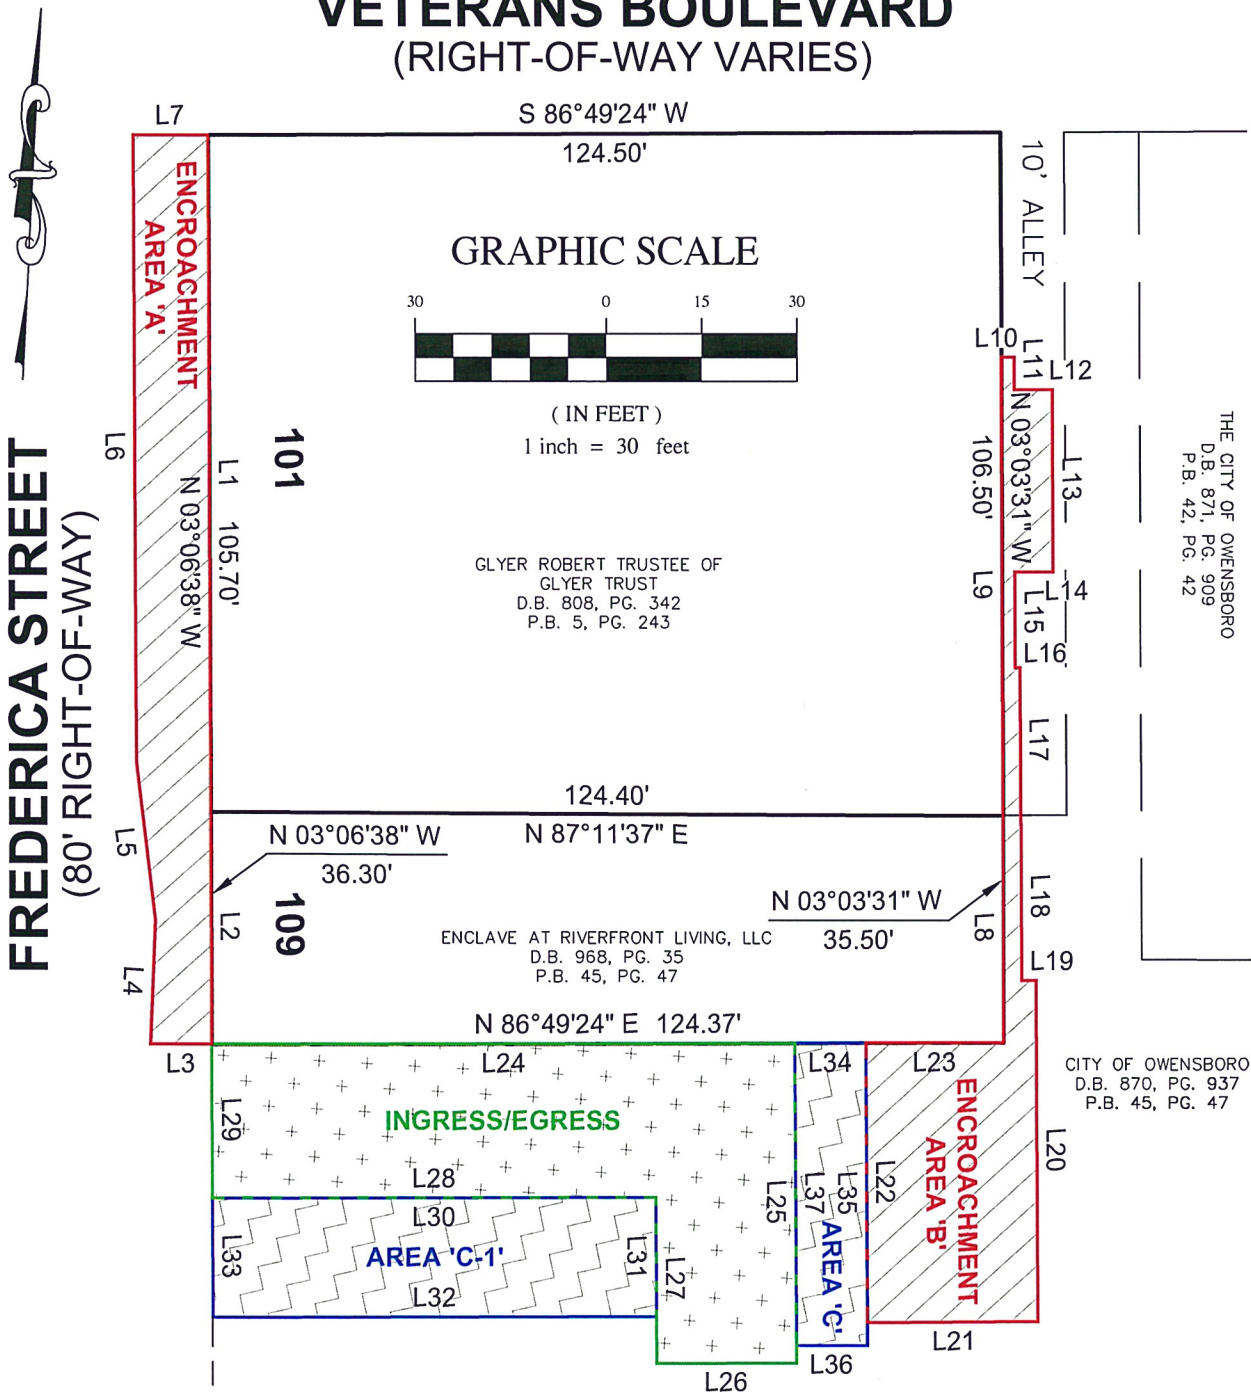 VETERANS BOULEVARD
(RIGHT-OF-WAY VARIES)
L7
S 86°49'24" W
124.50'
ENCROACHMENT
AREA 'A'
10' ALLEY
GRAPHIC SCALE
30 0 15 30
( IN FEET )
1 inch = 30 feet
L10
L11
L12
N 03°03'31" W
106.50'
L13
L9
L14
L15
L16
L17
THE CITY OF OWENSBORO
D.B. 871, PG. 909
P.B. 42, PG. 42
FREDERICA STREET
(80' RIGHT-OF-WAY)
L6
L1 105.70'
N 03°06'38" W
101
GLYER ROBERT TRUSTEE OF
GLYER TRUST
D.B. 808, PG. 342
P.B. 5, PG. 243
124.40'
N 87°11'37" E
L5
N 03°06'38" W
36.30'
L2
109
L4
N 03°03'31" W
35.50'
L8
L18
L19
ENCLAVE AT RIVERFRONT LIVING, LLC
D.B. 968, PG. 35
P.B. 45, PG. 47
N 86°49'24" E 124.37'
L3
L24
L34
L23
CITY OF OWENSBORO
D.B. 870, PG. 937
P.B. 45, PG. 47
L29
INGRESS/EGRESS
L28
L25
L37
L35
L22
ENCROACHMENT
AREA 'B'
L20
L30
L33
AREA 'C-1'
L31
L27
AREA 'C'
L32
L21
L36
L26